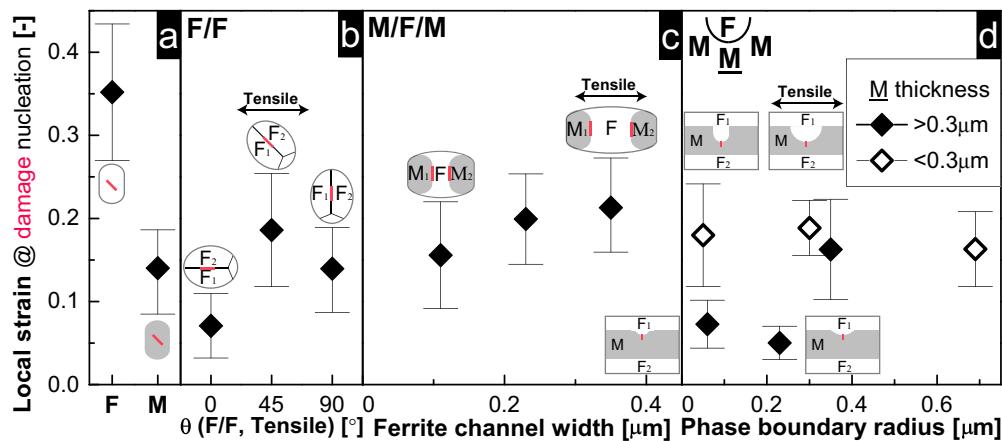 Local strain @ damage nucleation [-]
0.4
0.3
0.2
0.1
0.0
a
F
M
F/F
b
Tensile
F2
F1
F1 F2
F2
F1
0
45
90
θ (F/F, Tensile) [°]
M/F/M
c
Tensile
M1 F M2
M1 F M2
F1
M
F2
0
0.2
0.4
Ferrite channel width [μm]
d
F
M M
M
Tensile
F1
M
F2
F1
M
F2
M thickness
>0.3μm
<0.3μm
F1
M
F2
0
0.2
0.4
0.6
Phase boundary radius [μm]